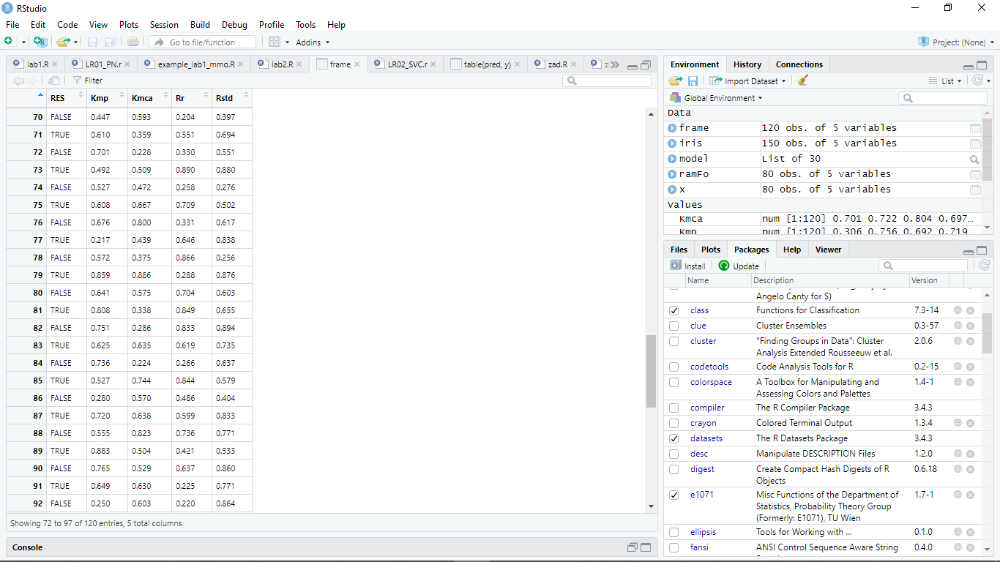 RStudio
File Edit Code View Plots Session Build Debug Profile Tools Help
Go to file/function Addins Project: (None)
lab1.R LR01_PN.r example_lab1_mmo.R lab2.R frame LR02_SVC.r table(pred, y) zad.R z
Filter
RES Kmp Kmca Rr Rstd
70 FALSE 0.447 0.593 0.204 0.397
71 TRUE 0.610 0.359 0.551 0.694
72 FALSE 0.701 0.228 0.330 0.551
73 TRUE 0.492 0.509 0.890 0.880
74 FALSE 0.527 0.472 0.258 0.276
75 TRUE 0.608 0.667 0.709 0.502
76 FALSE 0.676 0.800 0.331 0.617
77 TRUE 0.217 0.439 0.646 0.838
78 FALSE 0.572 0.375 0.866 0.256
79 TRUE 0.859 0.886 0.288 0.876
80 FALSE 0.641 0.575 0.704 0.603
81 TRUE 0.808 0.338 0.849 0.655
82 FALSE 0.751 0.286 0.833 0.894
83 TRUE 0.625 0.635 0.619 0.735
84 FALSE 0.736 0.224 0.266 0.637
85 TRUE 0.527 0.744 0.844 0.579
86 FALSE 0.280 0.570 0.486 0.404
87 TRUE 0.720 0.638 0.599 0.833
88 FALSE 0.555 0.823 0.736 0.771
89 TRUE 0.883 0.504 0.421 0.533
90 FALSE 0.765 0.529 0.637 0.860
91 TRUE 0.649 0.630 0.225 0.771
92 FALSE 0.250 0.603 0.220 0.864
Showing 72 to 97 of 120 entries, 5 total columns
Console
Environment History Connections
Import Dataset List
Global Environment
Data
frame 120 obs. of 5 variables
iris 150 obs. of 5 variables
model List of 30
ramFo 80 obs. of 5 variables
x 80 obs. of 5 variables
Values
Kmca num [1:120] 0.701 0.722 0.804 0.697...
Kmp num [1:120] 0.306 0.756 0.692 0.719
Files Plots Packages Help Viewer
Install Update
Name Description Version
Angelo Canty for S)
class Functions for Classification 7.3-14
clue Cluster Ensembles 0.3-57
cluster "Finding Groups in Data": Cluster 2.0.6
Analysis Extended Rousseeuw et al.
codetools Code Analysis Tools for R 0.2-15
colorspace A Toolbox for Manipulating and 1.4-1
Assessing Colors and Palettes
compiler The R Compiler Package 3.4.3
crayon Colored Terminal Output 1.3.4
datasets The R Datasets Package 3.4.3
desc Manipulate DESCRIPTION Files 1.2.0
digest Create Compact Hash Digests of R 0.6.18
Objects
e1071 Misc Functions of the Department of 1.7-1
Statistics, Probability Theory Group
(Formerly: E1071), TU Wien
ellipsis Tools for Working with ... 0.1.0
fansi ANSI Control Sequence Aware String 0.4.0